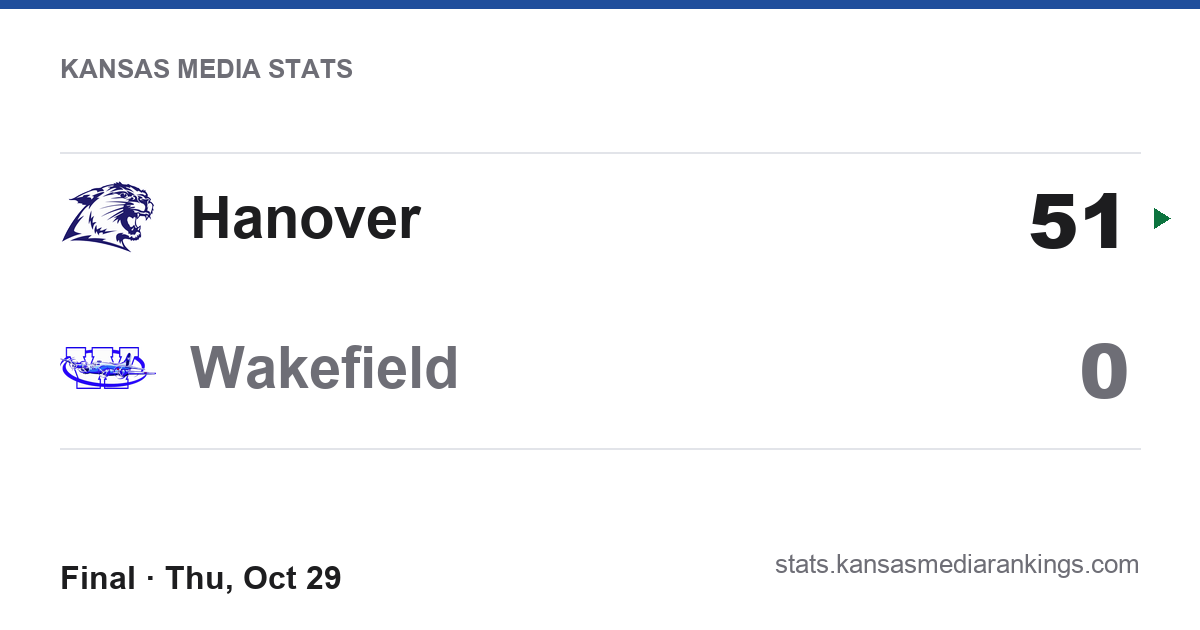 KANSAS MEDIA STATS
Hanover 51
Wakefield 0
Final · Thu, Oct 29
stats.kansasmediarankings.com